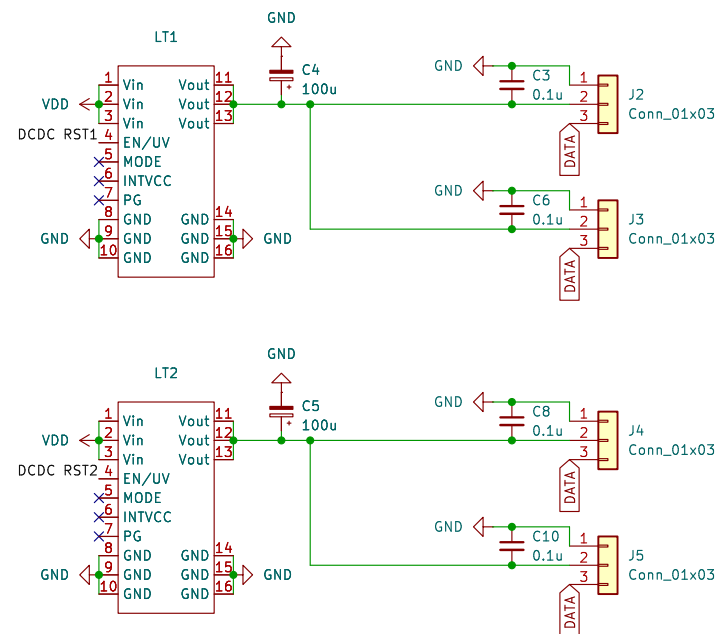 GND
LT1
C4
100u
GND
C3
0.1u
1
2
3
J2
Conn_01x03
DATA
1 Vin Vout 11
VDD 2 Vin Vout 12
3 Vin Vout 13
DCDC RST1 4 EN/UV
5 MODE
6 INTVCC
7 PG
8 GND GND 14
GND 9 GND GND 15 GND
10 GND GND 16
GND
C6
0.1u
1
2
3
J3
Conn_01x03
DATA
GND
LT2
C5
100u
GND
C8
0.1u
1
2
3
J4
Conn_01x03
DATA
1 Vin Vout 11
VDD 2 Vin Vout 12
3 Vin Vout 13
DCDC RST2 4 EN/UV
5 MODE
6 INTVCC
7 PG
8 GND GND 14
GND 9 GND GND 15 GND
10 GND GND 16
GND
C10
0.1u
1
2
3
J5
Conn_01x03
DATA